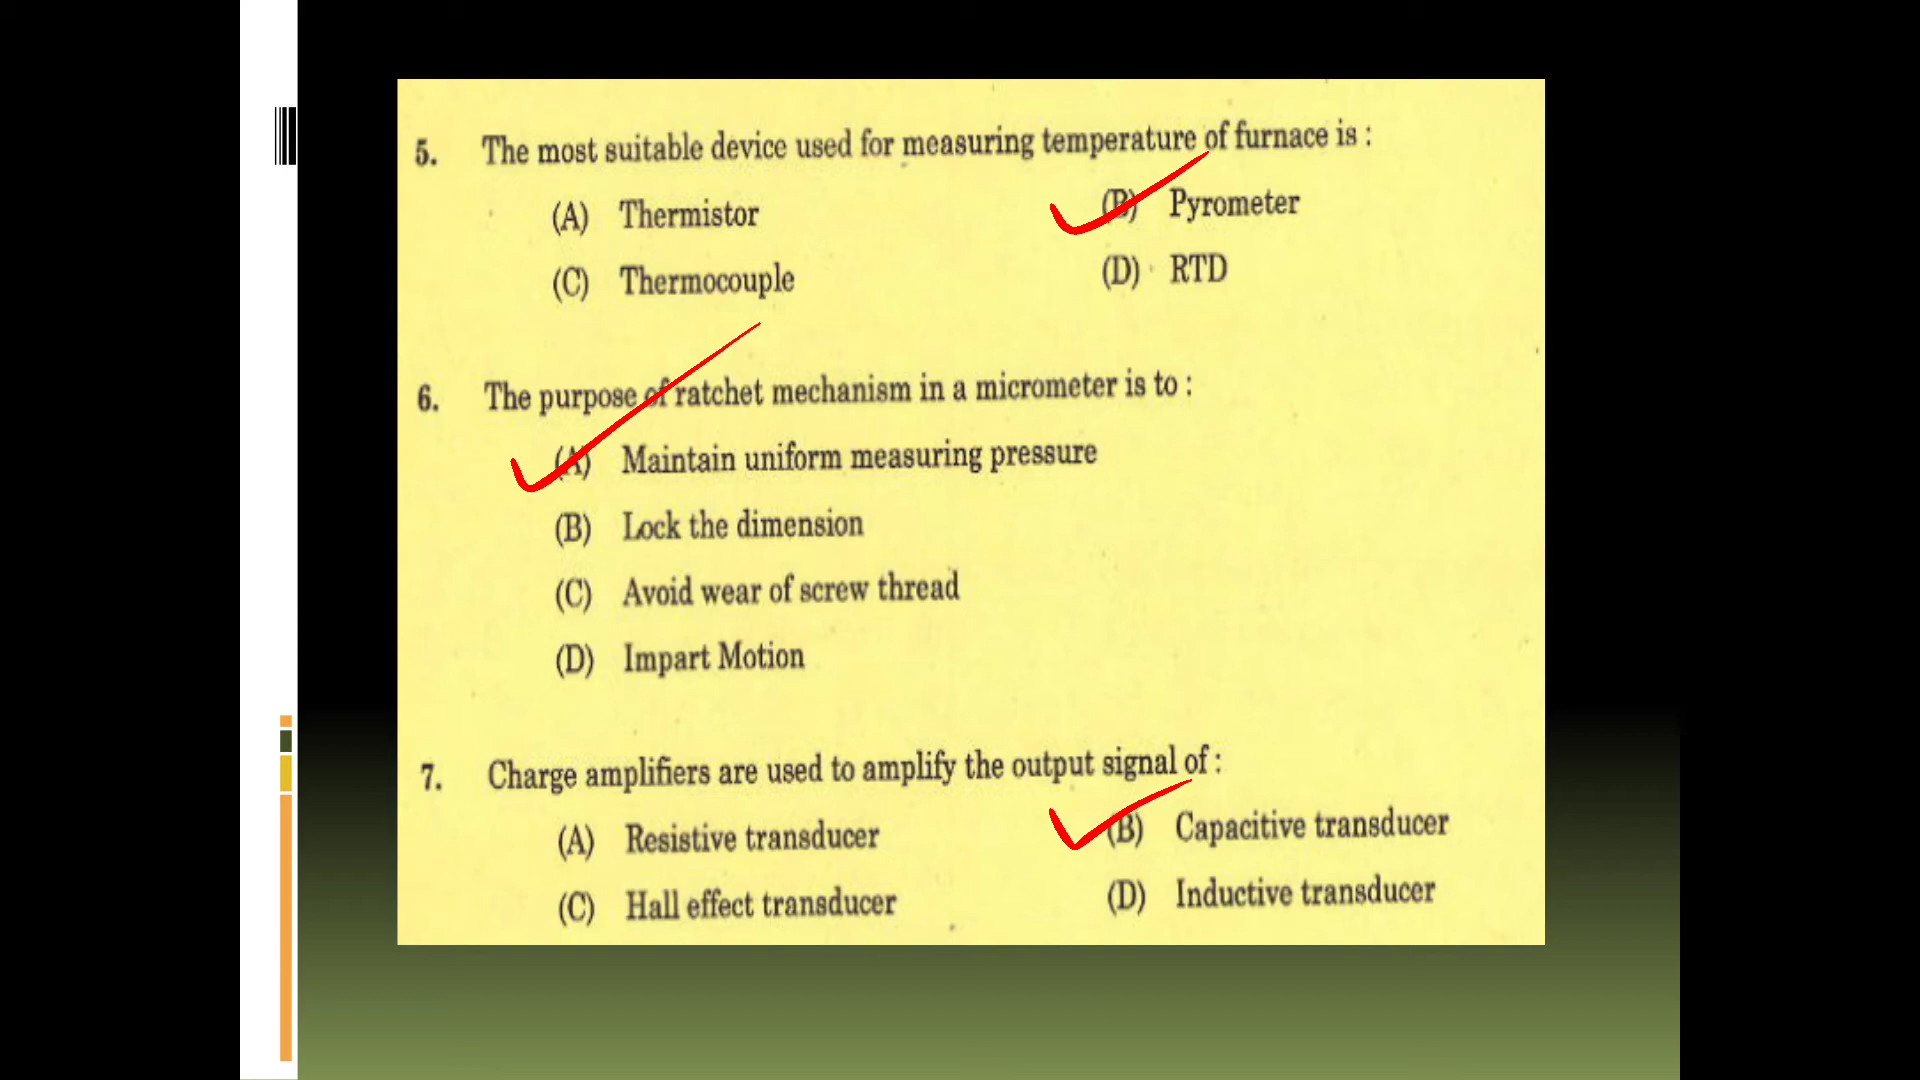 5. The most suitable device used for measuring temperature of furnace is :
(A) Thermistor (B) Pyrometer
(C) Thermocouple (D) RTD
6. The purpose of ratchet mechanism in a micrometer is to :
(A) Maintain uniform measuring pressure
(B) Lock the dimension
(C) Avoid wear of screw thread
(D) Impart Motion
7. Charge amplifiers are used to amplify the output signal of :
(A) Resistive transducer (B) Capacitive transducer
(C) Hall effect transducer (D) Inductive transducer